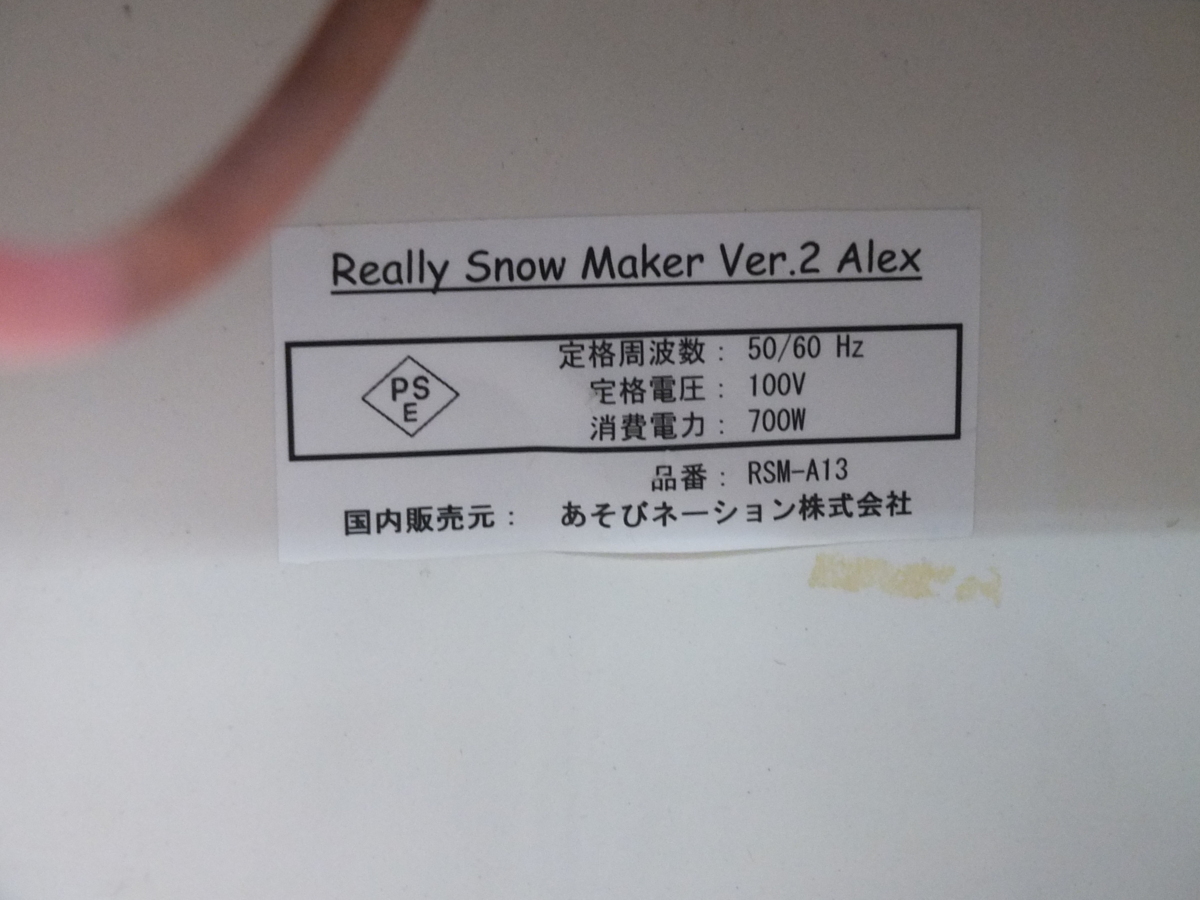 Really Snow Maker Ver.2 Alex
PS
E
定格周波数： 50/60 Hz
定格電圧： 100V
消費電力： 700W
品番： RSM-A13
国内販売元： あそびネーション株式会社